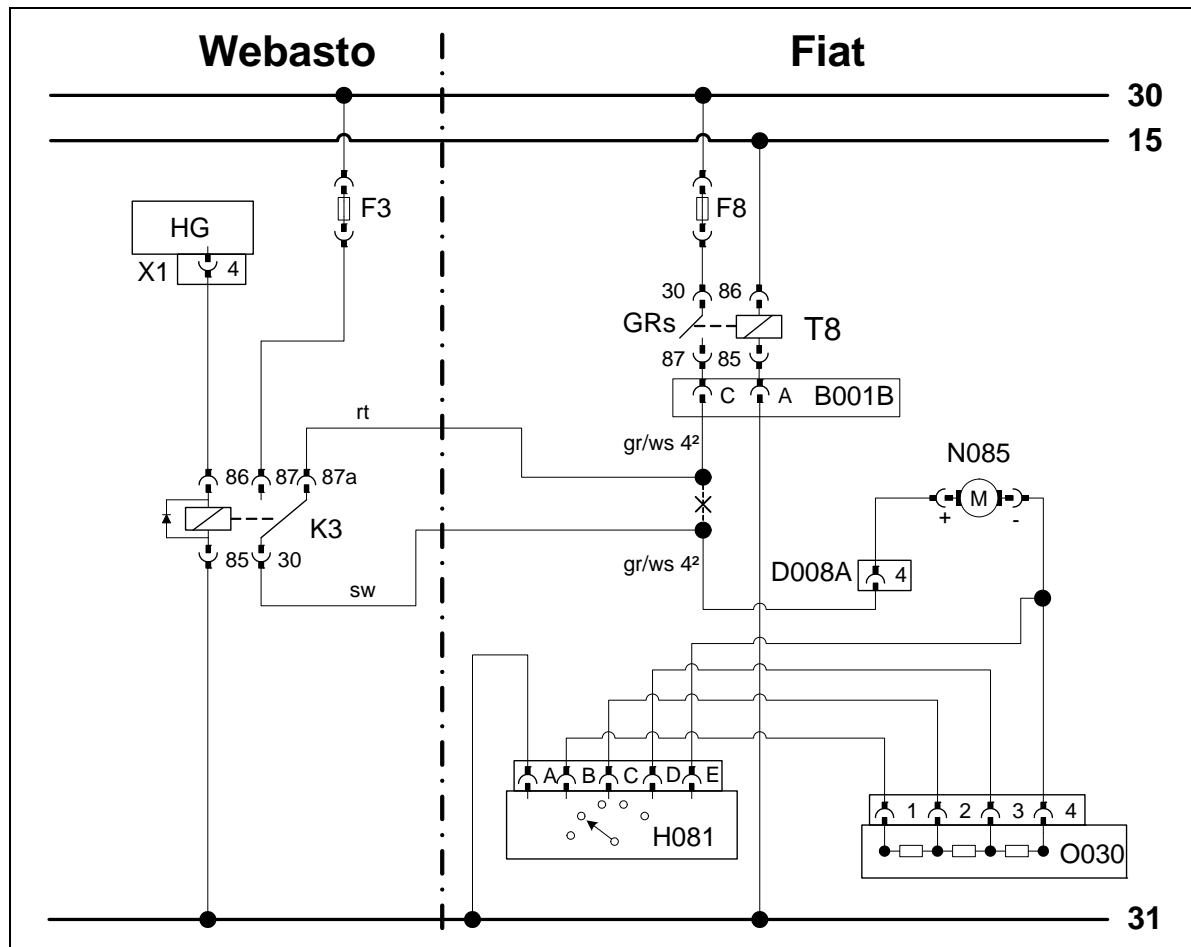 Webasto Fiat
30
15
F3 F8
HG
X1 4
30 86
GRs T8
87 85
C A B001B
rt
gr/ws 4²
N085
86 87 87a
M
+ -
K3
85 30
gr/ws 4²
D008A 4
sw
A B C D E
1 2 3 4
H081
O030
31